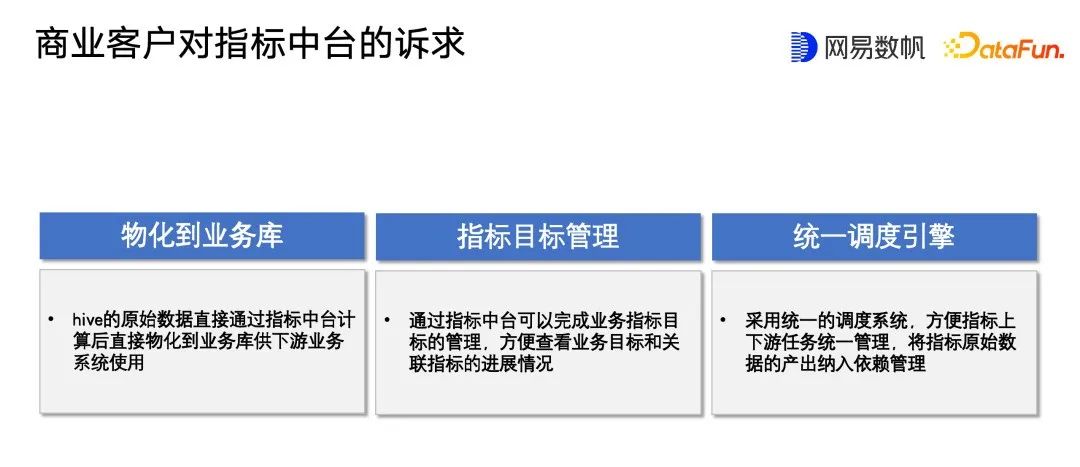 商业客户对指标中台的诉求
网易数帆
DataFun.
物化到业务库
指标目标管理
统一调度引擎
• hive的原始数据直接通过指标中台计
算后直接物化到业务库供下游业务
系统使用
• 通过指标中台可以完成业务指标目
标的管理，方便查看业务目标和关
联指标的进展情况
• 采用统一的调度系统，方便指标上
下游任务统一管理，将指标原始数
据的产出纳入依赖管理